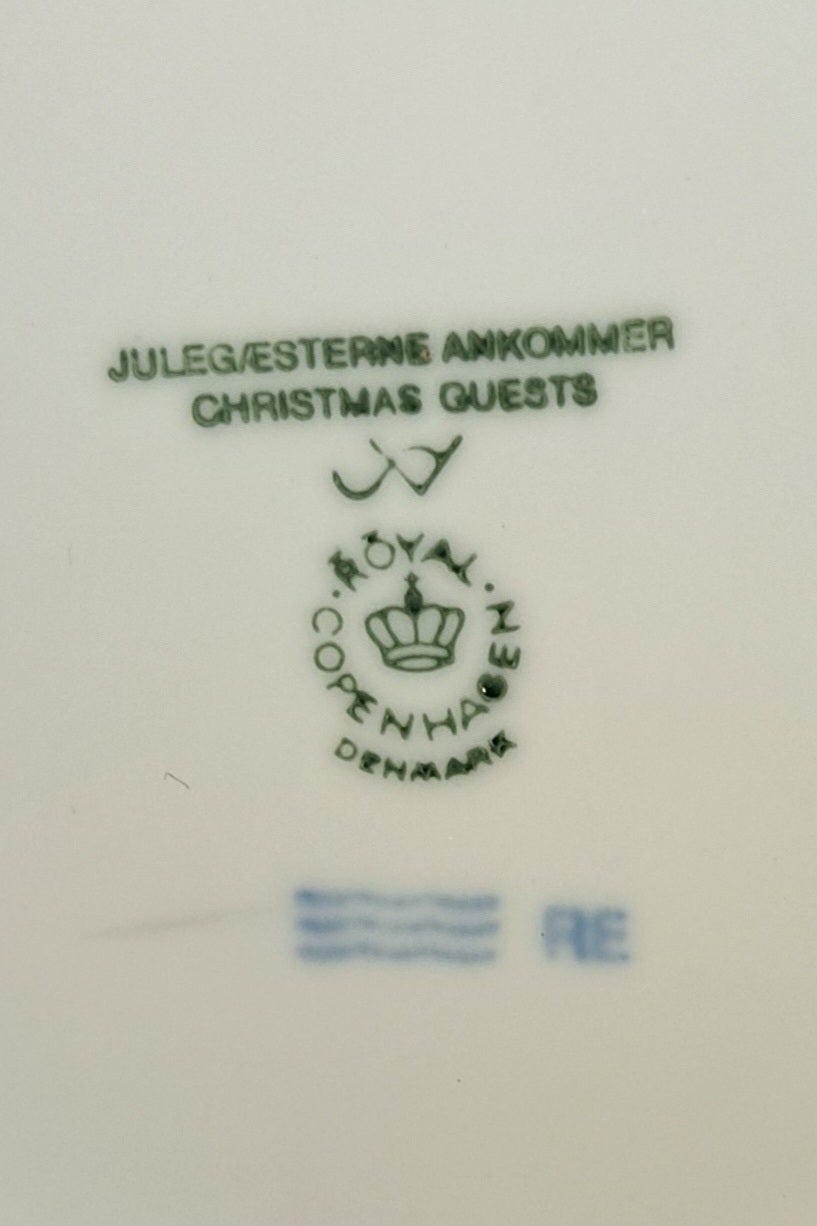 JULEGÆSTERNE ANKOMMER
CHRISTMAS GUESTS
ROYAL
COPENHAGEN
DENMARK
RE